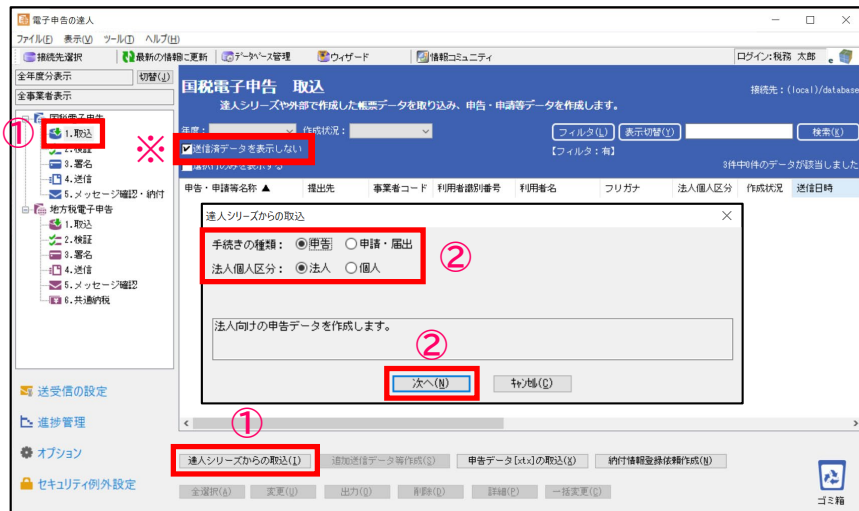 電子申告の達人
ファイル(F) 表示(V) ツール(T) ヘルプ(H)
接続先選択 最新の情報に更新 データベース管理 ウィザード 情報コミュニティ ログイン:税務 太郎
全年度分表示 切替(J)
全事業者表示
国税電子申告
① 1.取込
2.検証
3.署名
4.送信
5.メッセージ確認・納付
地方税電子申告
1.取込
2.検証
3.署名
4.送信
5.メッセージ確認
6.共通納税
送受信の設定
進捗管理
オプション
セキュリティ例外設定
国税電子申告 取込 接続先:(local)/database
達人シリーズや外部で作成した帳票データを取り込み、申告・申請等データを作成します。
年度: 作成状況: フィルタ(L) 表示切替(Y) 検索(K)
※ 送信済データを表示しない 【フィルタ:有】
選択行のみを表示する 3件中0件のデータが該当しました
申告・申請等名称 ▲ 提出先 事業者コード 利用者識別番号 利用者名 フリガナ 法人個人区分 作成状況 送信日時
達人シリーズからの取込
手続きの種類: 申告 申請・届出 ②
法人個人区分: 法人 個人
法人向けの申告データを作成します。
②
次へ(N) キャンセル(C)
①
達人シリーズからの取込(I) 追加送信データ等作成(S) 申告データ[xtx]の取込(X) 納付情報登録依頼作成(N)
全選択(A) 変更(U) 出力(O) 削除(D) 詳細(P) 一括変更(C)
ゴミ箱